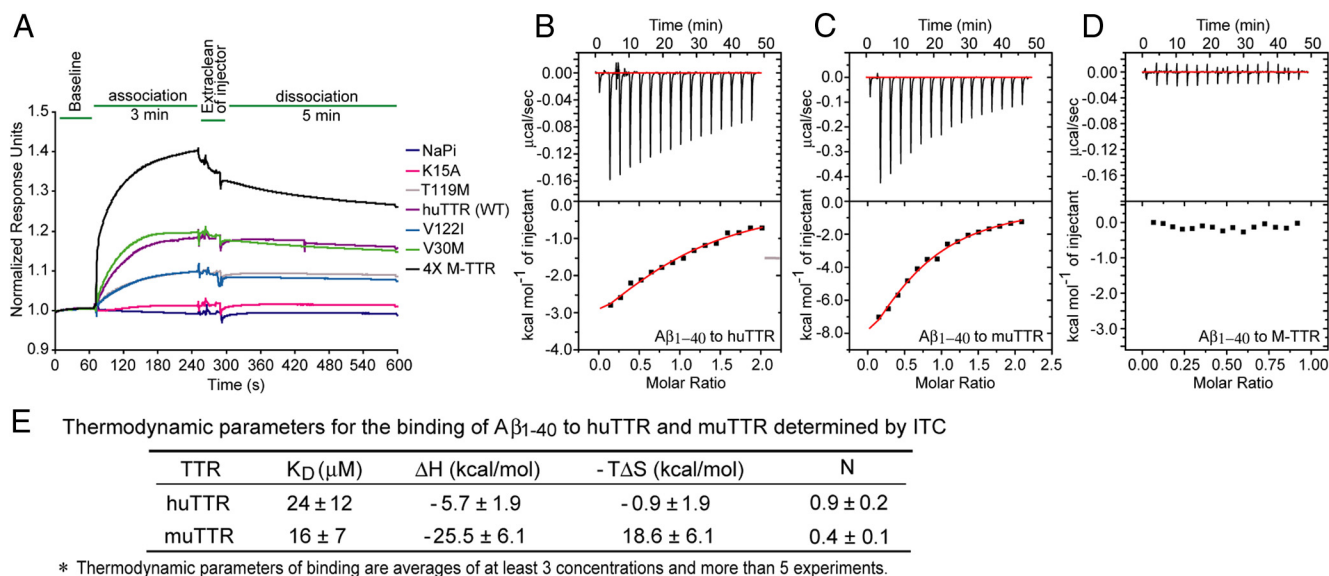 A
Baseline
association
3 min
Extraclean
of injector
dissociation
5 min
Normalized Response Units
1.5
1.4
1.3
1.2
1.1
1.0
0.9
0 60 120 180 240 300 360 420 480 540 600
Time (s)
NaPi
K15A
T119M
huTTR (WT)
V122I
V30M
4X M-TTR
B
Time (min)
0 10 20 30 40 50
µcal/sec
0.00
-0.04
-0.08
-0.12
-0.16
kcal mol⁻¹ of injectant
0.0
-1.0
-2.0
-3.0
-4.0
Aβ1–40 to huTTR
0.0 0.5 1.0 1.5 2.0
Molar Ratio
C
Time (min)
0 10 20 30 40 50
µcal/sec
0.0
-0.1
-0.2
-0.3
-0.4
kcal mol⁻¹ of injectant
0.0
-2.0
-4.0
-6.0
-8.0
Aβ1–40 to muTTR
0.0 0.5 1.0 1.5 2.0 2.5
Molar Ratio
D
Time (min)
0 10 20 30 40 50
µcal/sec
0.00
-0.04
-0.08
-0.12
-0.16
kcal mol⁻¹ of injectant
0.0
-0.5
-1.0
-1.5
-2.0
-2.5
-3.0
-3.5
Aβ1–40 to M-TTR
0.00 0.25 0.50 0.75 1.00
Molar Ratio
E Thermodynamic parameters for the binding of Aβ1–40 to huTTR and muTTR determined by ITC
TTR KD (µM) ΔH (kcal/mol) - TΔS (kcal/mol) N
huTTR 24 ± 12 - 5.7 ± 1.9 - 0.9 ± 1.9 0.9 ± 0.2
muTTR 16 ± 7 -25.5 ± 6.1 18.6 ± 6.1 0.4 ± 0.1
* Thermodynamic parameters of binding are averages of at least 3 concentrations and more than 5 experiments.